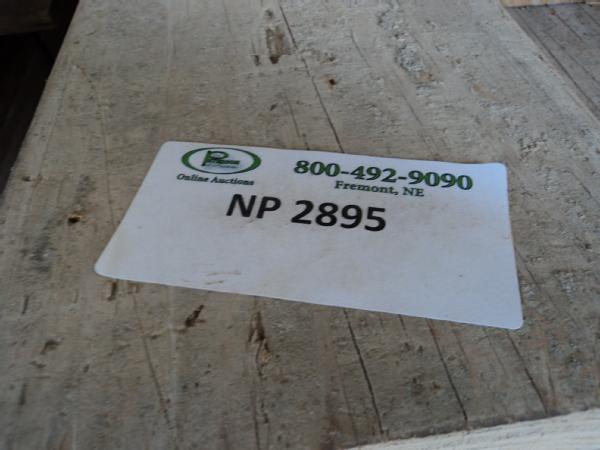 Online Auctions
800-492-9090
Fremont, NE
NP 2895